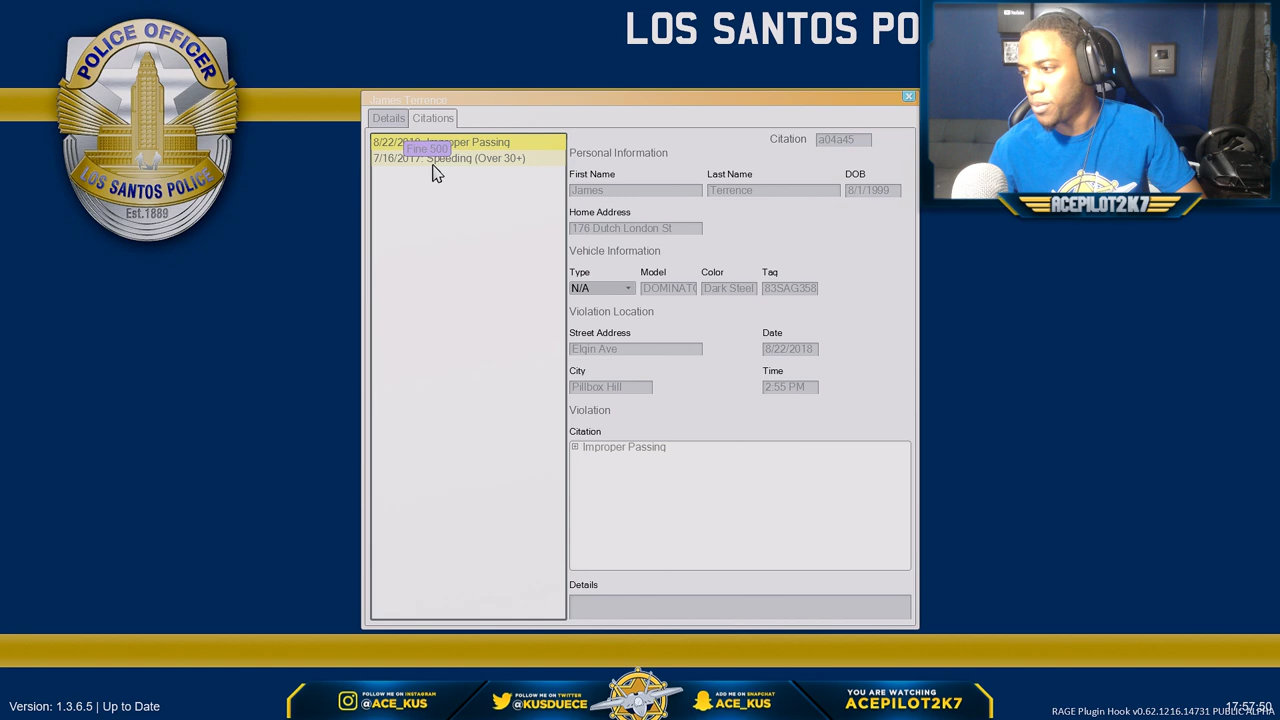 LOS SANTOS PO
POLICE OFFICER
LOS SANTOS POLICE
Est.1889
James Terrence
Details
Citations
8/22/2018: Improper Passing
Fine 500
7/16/2017: Speeding (Over 30+)
Citation
a04a45
Personal Information
First Name
Last Name
DOB
James
Terrence
8/1/1999
Home Address
176 Dutch London St
Vehicle Information
Type
Model
Color
Tag
N/A
DOMINAT
Dark Steel
83SAG358
Violation Location
Street Address
Date
Elgin Ave
8/22/2018
City
Time
Pillbox Hill
2:55 PM
Violation
Citation
Improper Passing
Details
ACEPILOT2K7
Version: 1.3.6.5 | Up to Date
FOLLOW ME ON INSTAGRAM
@ACE_KUS
FOLLOW ME ON TWITTER
@KUSDUECE
ADD ME ON SNAPCHAT
@ACE_KUS
YOU ARE WATCHING
ACEPILOT2K7
17:57:50
RAGE Plugin Hook v0.62.1216.14731 PUBLIC ALPHA